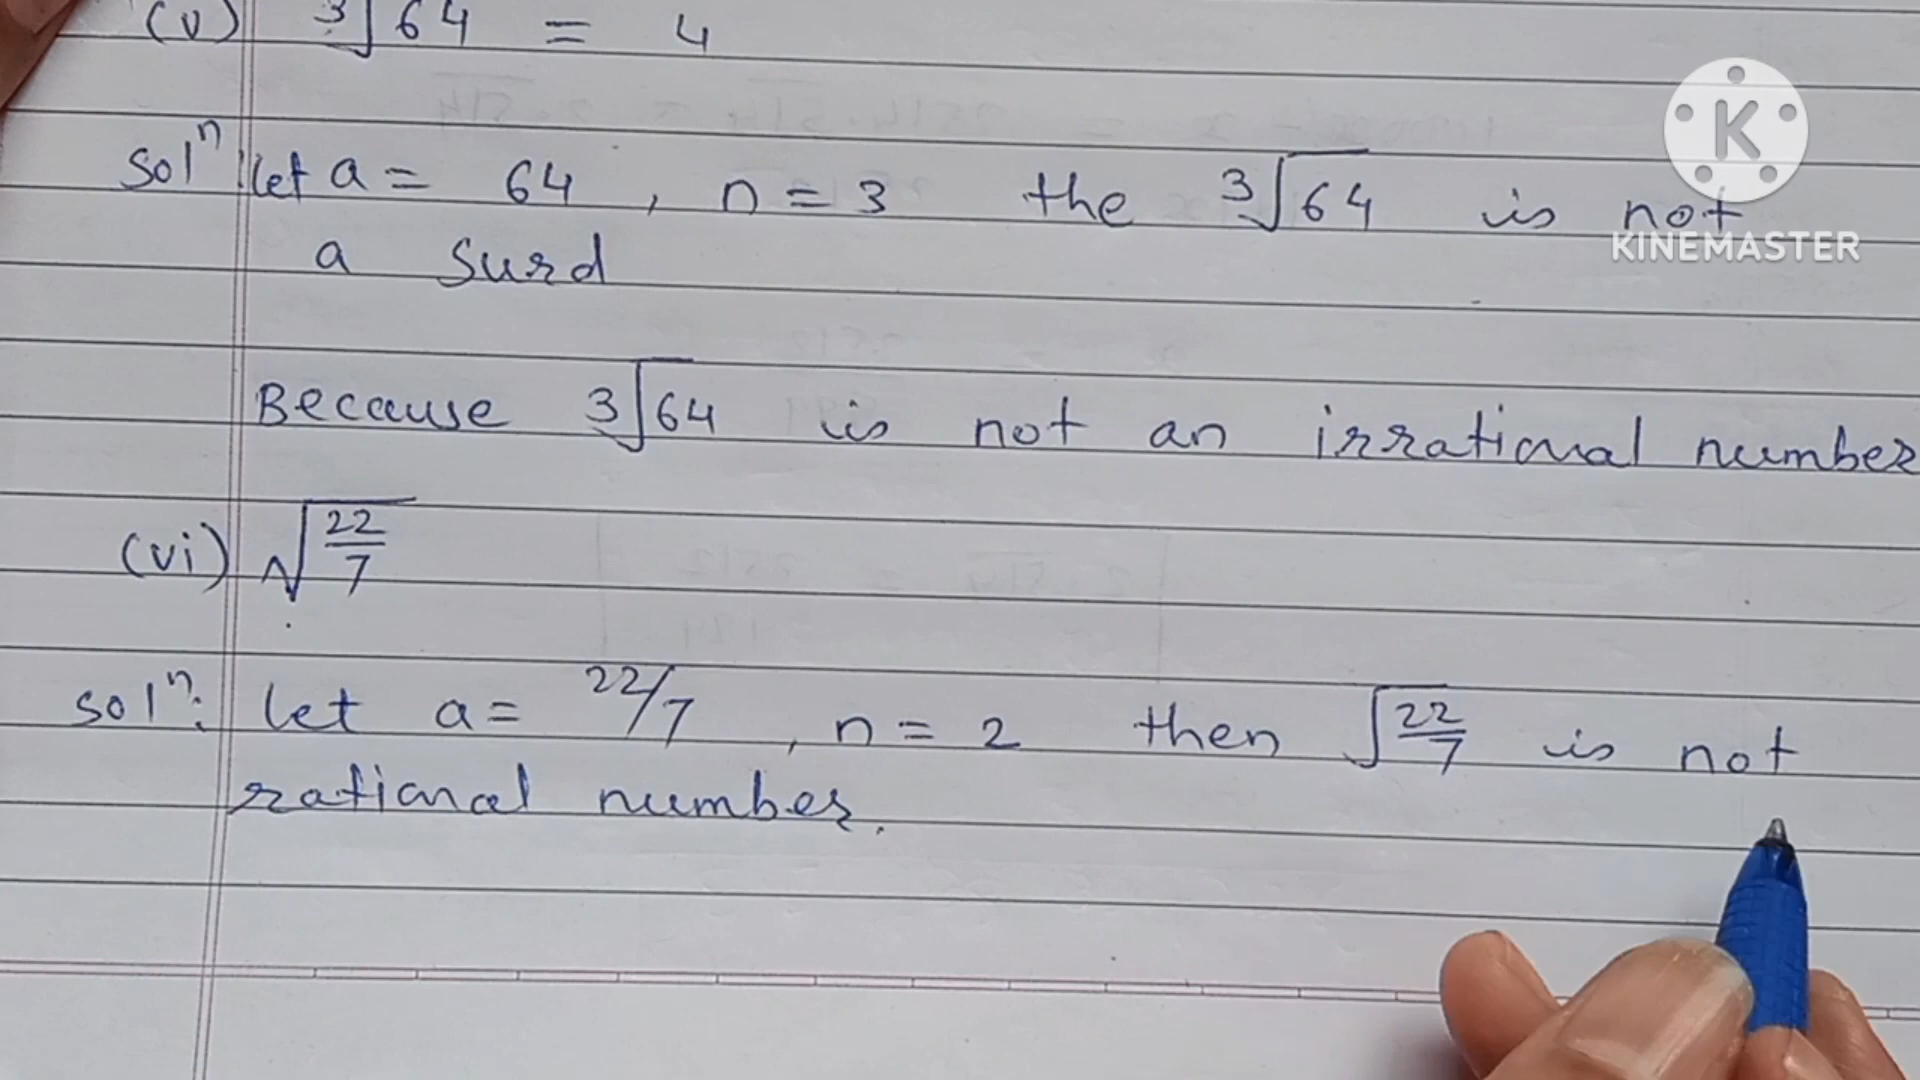 (v) ∛64 = 4
K
KINEMASTER
solⁿ: let a = 64 , n = 3 the ∛64 is not
a surd
Because ∛64 is not an irrational number
(vi) √(22/7)
solⁿ: let a = 22/7 , n = 2 then √(22/7) is not
rational number.